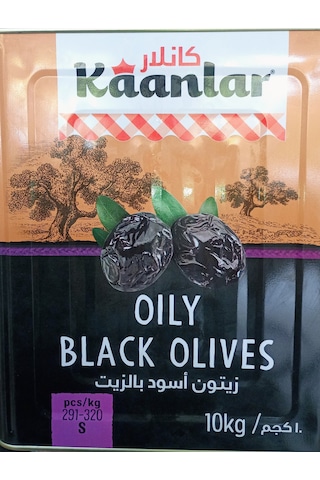 كانلار
Kaanlar
OILY
BLACK OLIVES
زيتون أسود بالزيت
pcs/kg
291-320
S
10kg / ١٠كجم